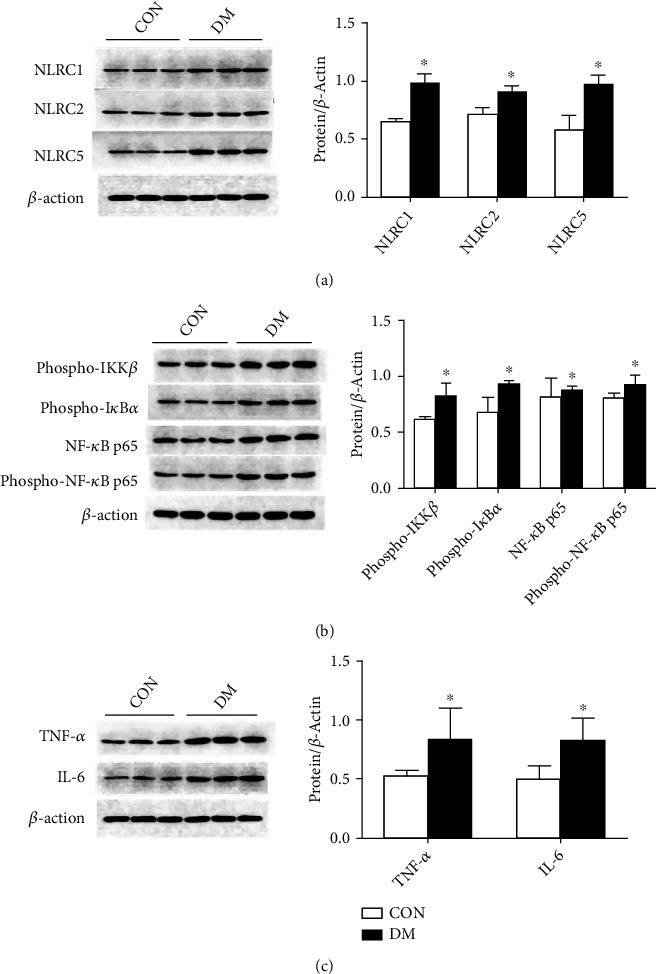 CON DM
NLRC1
NLRC2
NLRC5
β-action
Protein/β-Actin
1.5
1.0
0.5
0.0
* * *
NLRC1 NLRC2 NLRC5
(a)
CON DM
Phospho-IKKβ
Phospho-IκBα
NF-κB p65
Phospho-NF-κB p65
β-action
Protein/β-Actin
1.5
1.0
0.5
0.0
* * * *
Phospho-IKKβ Phospho-IκBα NF-κB p65 Phospho-NF-κB p65
(b)
CON DM
TNF-α
IL-6
β-action
Protein/β-Actin
1.5
1.0
0.5
0.0
* *
TNF-α IL-6
CON
DM
(c)